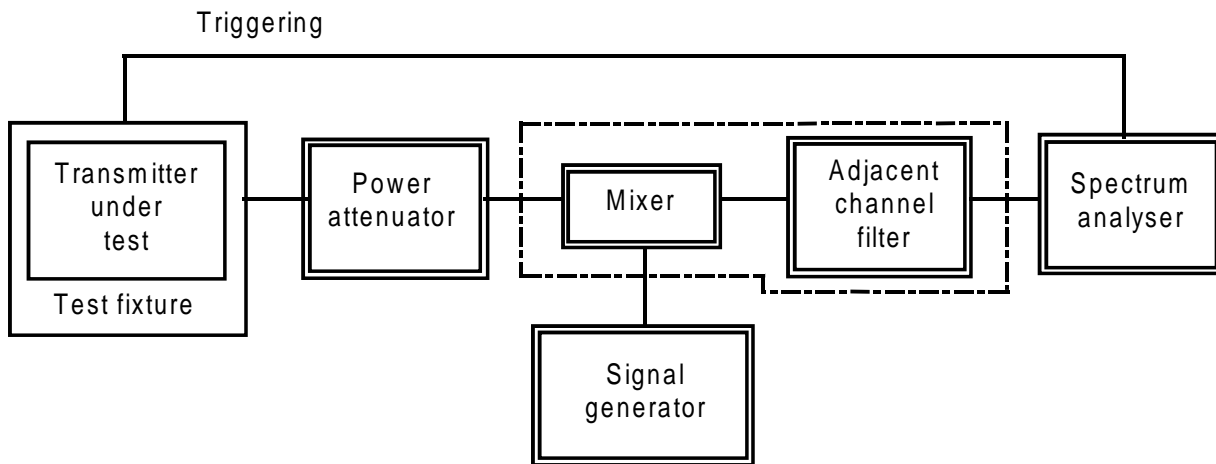 Triggering
Transmitter
under
test
Test fixture
Power
attenuator
Mixer
Adjacent
channel
filter
Spectrum
analyser
Signal
generator